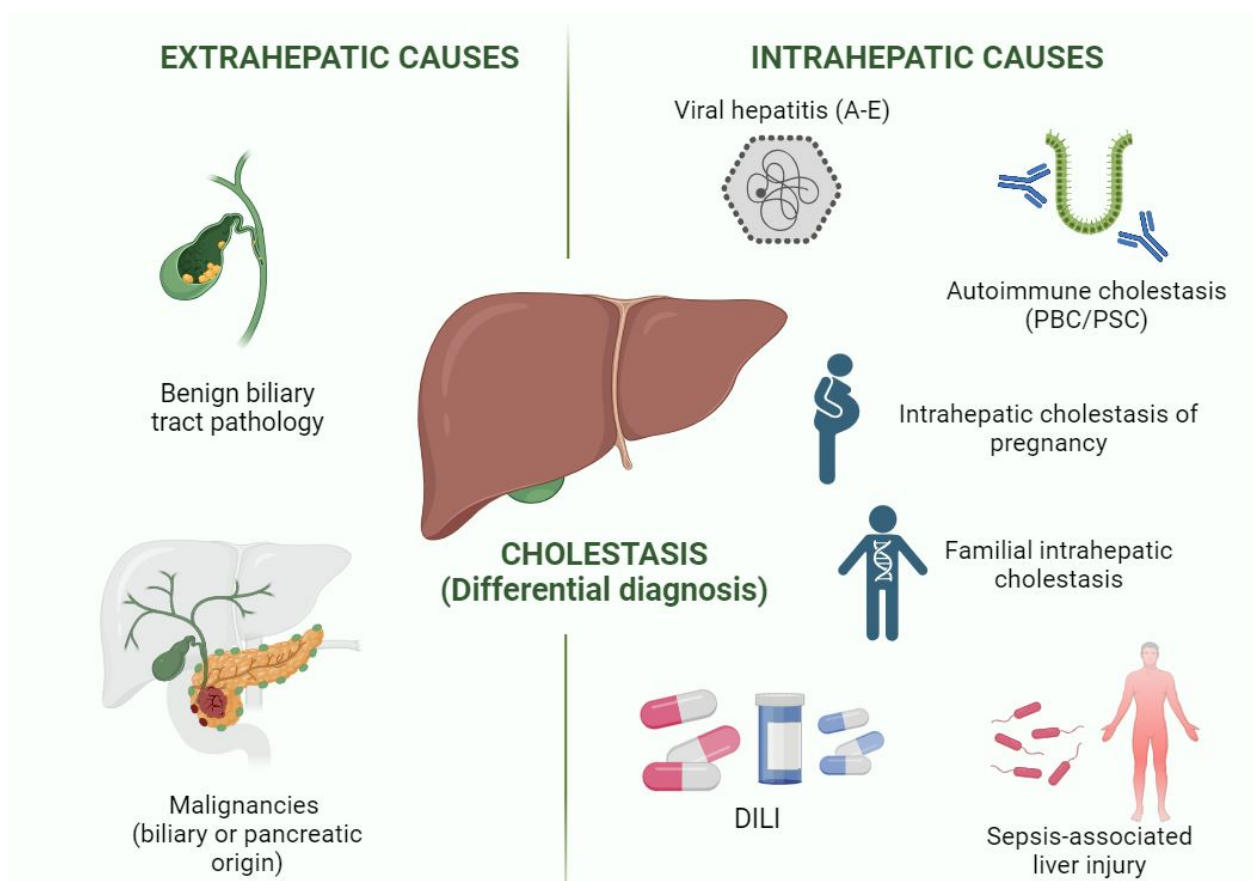 EXTRAHEPATIC CAUSES
Benign biliary
tract pathology
Malignancies
(biliary or pancreatic
origin)
CHOLESTASIS
(Differential diagnosis)
INTRAHEPATIC CAUSES
Viral hepatitis (A-E)
Autoimmune cholestasis
(PBC/PSC)
Intrahepatic cholestasis of
pregnancy
Familial intrahepatic
cholestasis
DILI
Sepsis-associated
liver injury